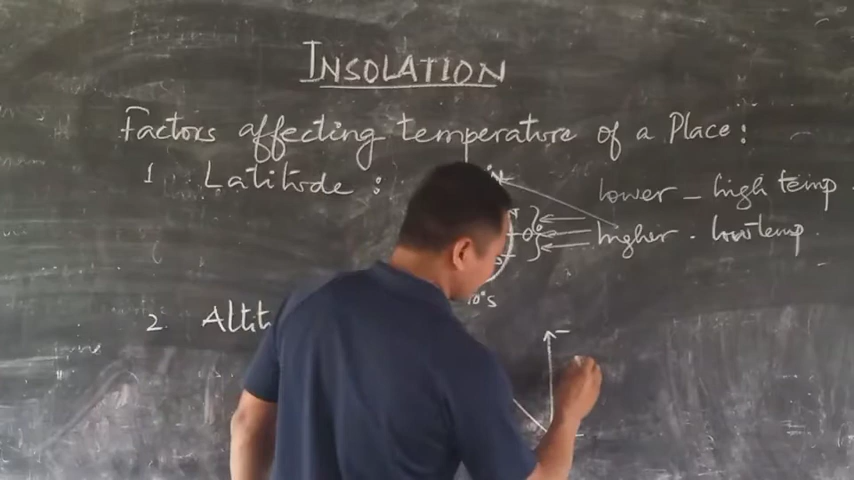 INSOLATION
Factors affecting temperature of a Place:
1 Latitude : lower - high temp
higher . low temp.
2 Altit